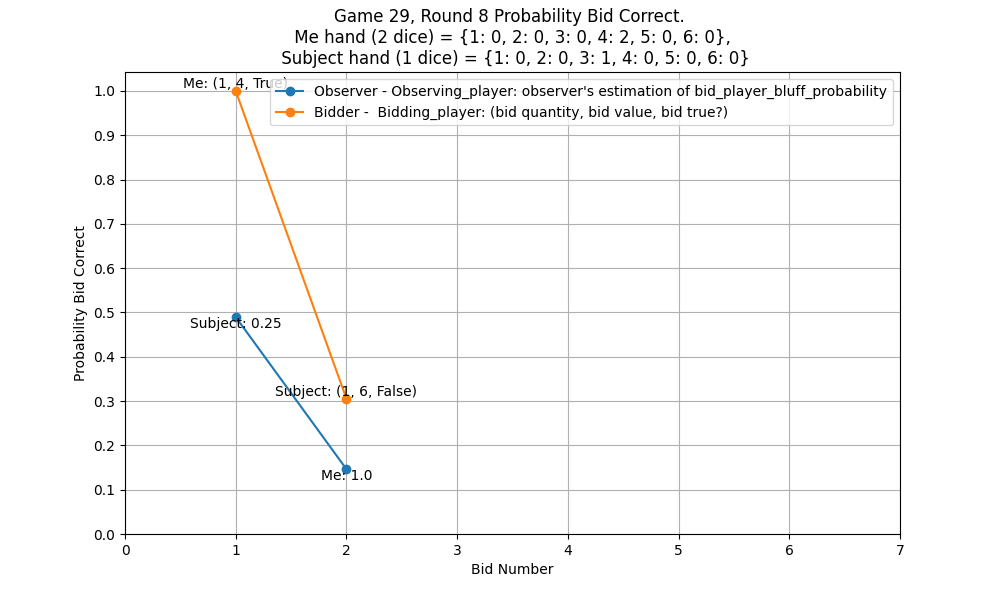 Game 29, Round 8 Probability Bid Correct.
Me hand (2 dice) = {1: 0, 2: 0, 3: 0, 4: 2, 5: 0, 6: 0},
Subject hand (1 dice) = {1: 0, 2: 0, 3: 1, 4: 0, 5: 0, 6: 0}
Me: (1, 4, True)
Observer - Observing_player: observer's estimation of bid_player_bluff_probability
Bidder -  Bidding_player: (bid quantity, bid value, bid true?)
Subject: 0.25
Subject: (1, 6, False)
Me: 1.0
Probability Bid Correct
1.0
0.9
0.8
0.7
0.6
0.5
0.4
0.3
0.2
0.1
0.0
0 1 2 3 4 5 6 7
Bid Number